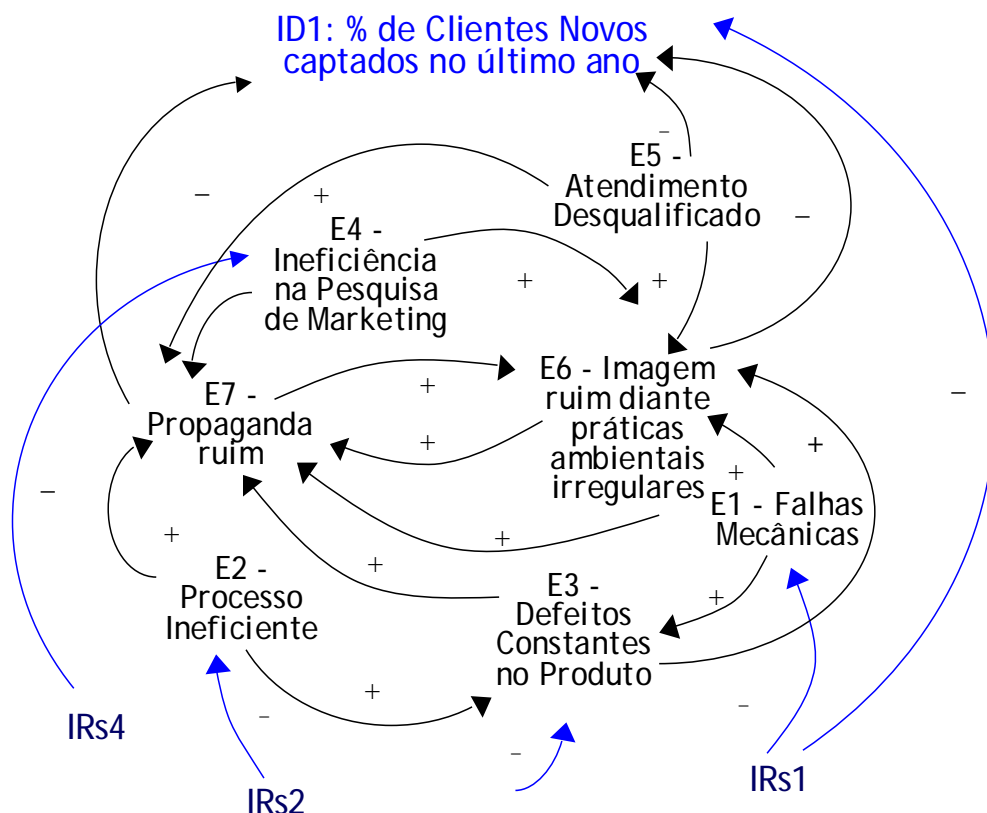 ID1: % de Clientes Novos
captados no último ano
–
E5 -
Atendimento
Desqualificado
–
+
–
E4 -
Ineficiência
na Pesquisa
de Marketing
+
+
E7 -
Propaganda
ruim
+
+
E6 - Imagem
ruim diante
práticas
ambientais
irregulares
–
+
+
E1 - Falhas
Mecânicas
–
+
+
E2 -
Processo
Ineficiente
+
E3 -
Defeitos
Constantes
no Produto
+
+
–
–
–
IRs4
IRs2
IRs1